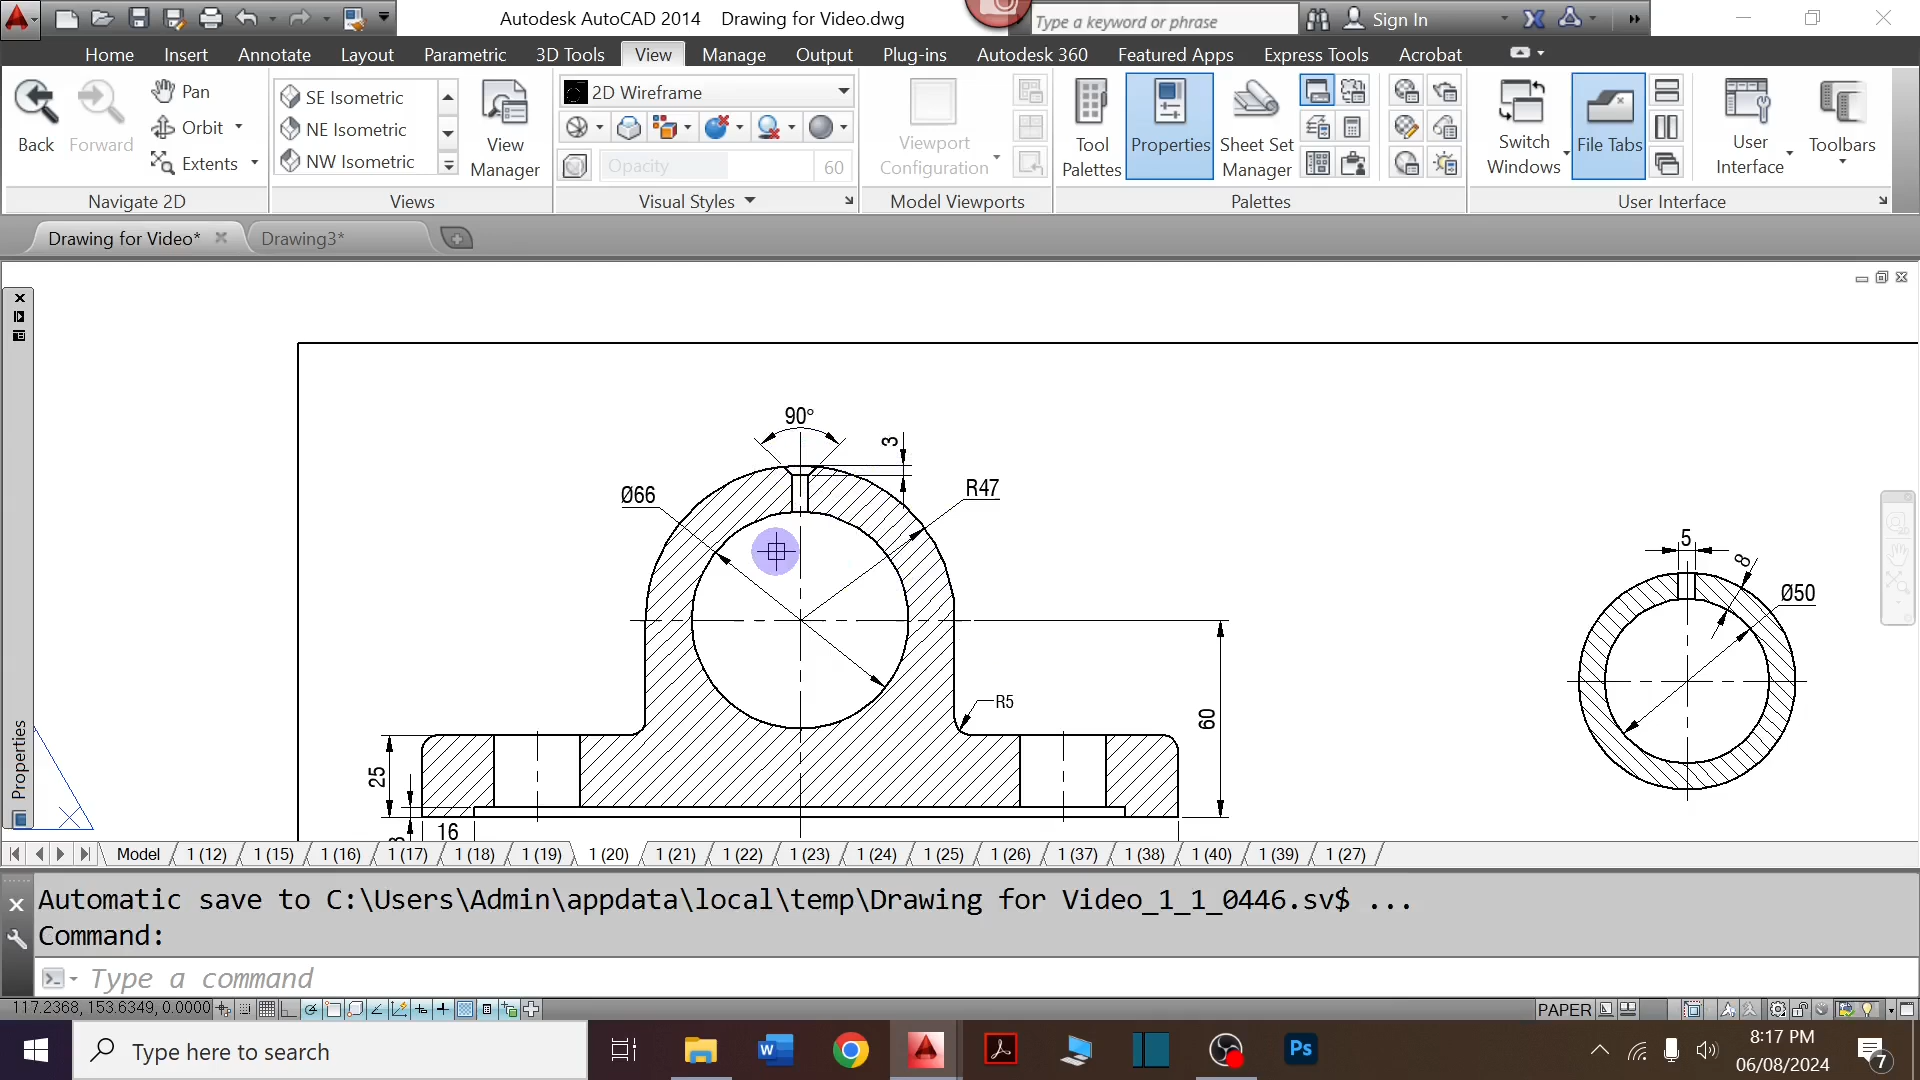 Autodesk AutoCAD 2014 Drawing for Video.dwg
Type a keyword or phrase
Sign In
Home Insert Annotate Layout Parametric 3D Tools View Manage Output Plug-ins Autodesk 360 Featured Apps Express Tools Acrobat
Back
Forward
Pan
Orbit
Extents
Navigate 2D
SE Isometric
NE Isometric
NW Isometric
View
Manager
Views
2D Wireframe
Opacity 60
Visual Styles
Viewport
Configuration
Model Viewports
Tool
Palettes
Properties
Sheet Set
Manager
Palettes
Switch
Windows
File Tabs
User
Interface
Toolbars
User Interface
Drawing for Video*
Drawing3*
90°
3
Ø66
R47
5
8
Ø50
R5
60
25
16
Properties
Model 1 (12) 1 (15) 1 (16) 1 (17) 1 (18) 1 (19) 1 (20) 1 (21) 1 (22) 1 (23) 1 (24) 1 (25) 1 (26) 1 (37) 1 (38) 1 (40) 1 (39) 1 (27)
Automatic save to C:\Users\Admin\appdata\local\temp\Drawing for Video_1_1_0446.sv$ ...
Command:
Type a command
117.2368, 153.6349, 0.0000
PAPER
Type here to search
Ps
8:17 PM
06/08/2024
7